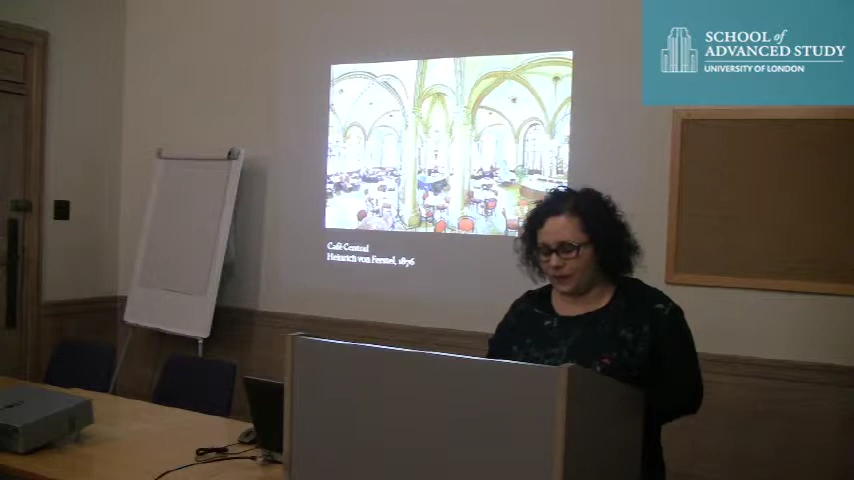 SCHOOL of
ADVANCED STUDY
UNIVERSITY OF LONDON
Café Central
Heinrich von Ferstel, 1876